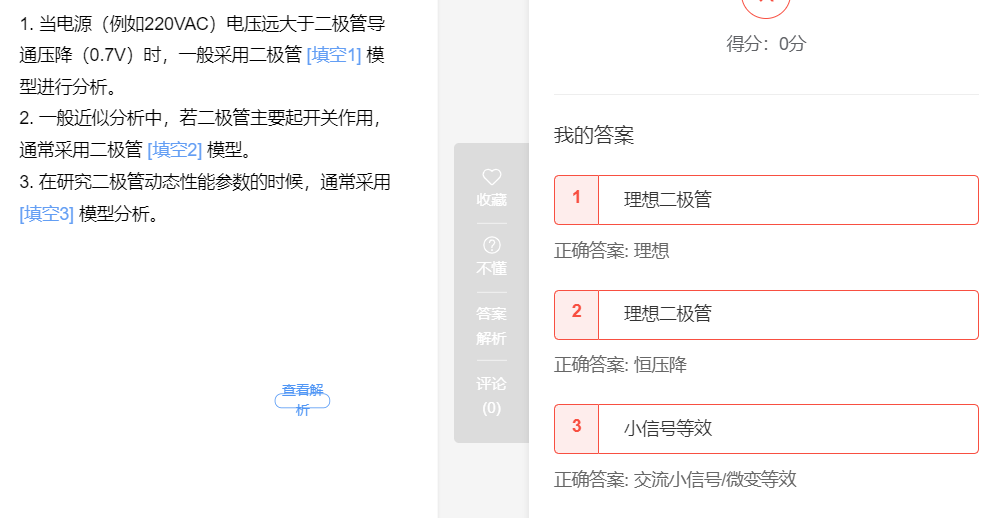 1. 当电源（例如220VAC）电压远大于二极管导
通压降（0.7V）时，一般采用二极管 [填空1] 模
型进行分析。
2. 一般近似分析中，若二极管主要起开关作用，
通常采用二极管 [填空2] 模型。
3. 在研究二极管动态性能参数的时候，通常采用
[填空3] 模型分析。
查看解
析
收藏
不懂
答案
解析
评论
(0)
得分：0分
我的答案
1 理想二极管
正确答案: 理想
2 理想二极管
正确答案: 恒压降
3 小信号等效
正确答案: 交流小信号/微变等效